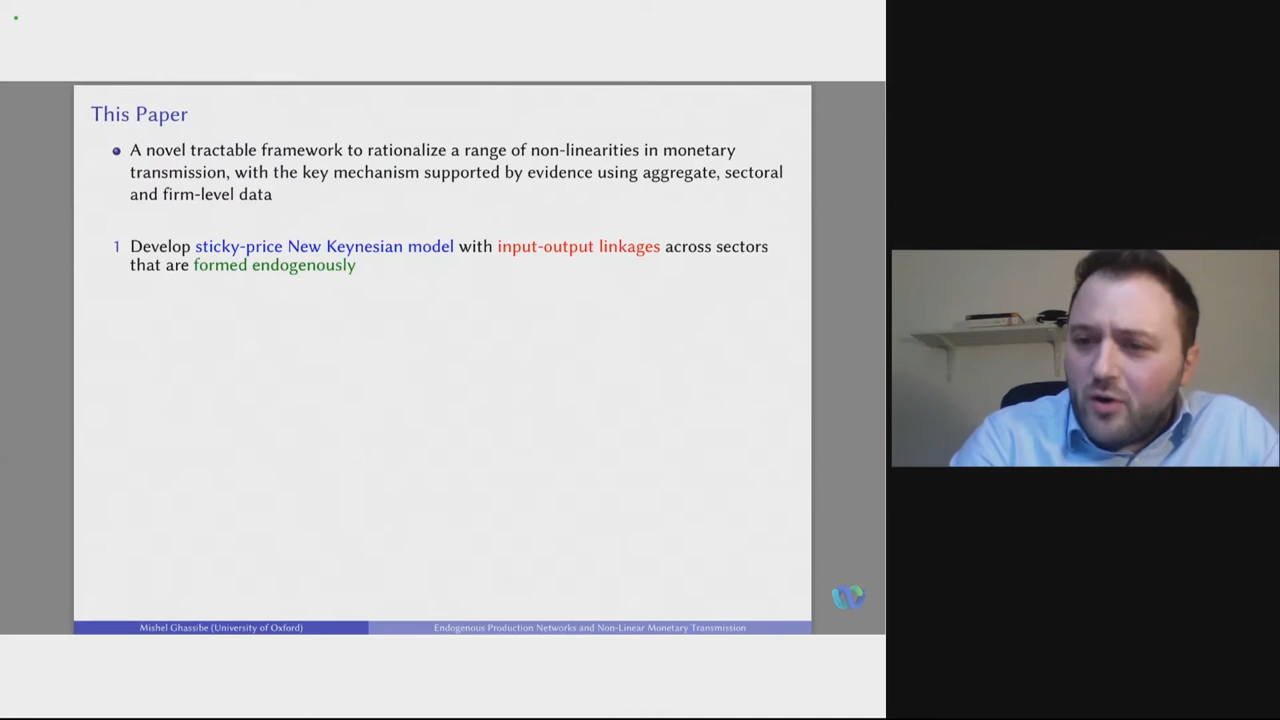 This Paper
A novel tractable framework to rationalize a range of non-linearities in monetary
transmission, with the key mechanism supported by evidence using aggregate, sectoral
and firm-level data
1 Develop sticky-price New Keynesian model with input-output linkages across sectors
that are formed endogenously
Mishel Ghassibe (University of Oxford)
Endogenous Production Networks and Non-Linear Monetary Transmission